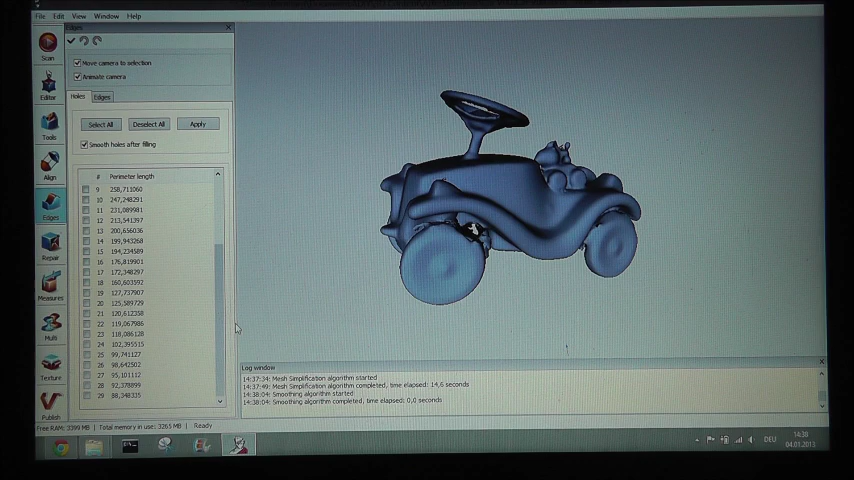 File Edit View Window Help
Edges
Scan
Editor
Tools
Align
Edges
Repair
Measures
Multi
Texture
Publish
Move camera to selection
Animate camera
Holes Edges
Select All Deselect All Apply
Smooth holes after filling
# Perimeter length
9 258,711060
10 247,248291
11 231,089981
12 213,541397
13 200,656036
14 199,943268
15 194,234589
16 176,819901
17 172,348297
18 160,603592
19 127,737907
20 125,589729
21 120,612358
22 119,067986
23 118,086128
24 102,395515
25 99,741127
26 98,642502
27 95,101112
28 92,378899
29 88,348335
Log window
14:37:34: Mesh Simplification algorithm started
14:37:49: Mesh Simplification algorithm completed, time elapsed: 14,6 seconds
14:38:04: Smoothing algorithm started
14:38:04: Smoothing algorithm completed, time elapsed: 0,0 seconds
Free RAM: 3399 MB Total memory in use: 3265 MB Ready
DEU
14:38
04.01.2013